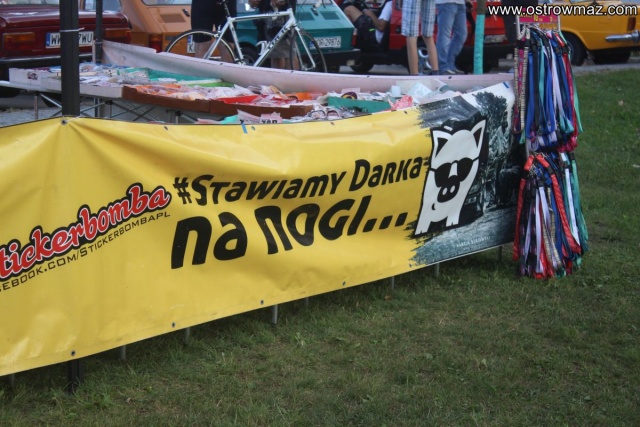 www.ostrowmaz.com
#Stawiamy Darka
na nogi...
Stickerbomba
facebook.com/Stickerbombapl